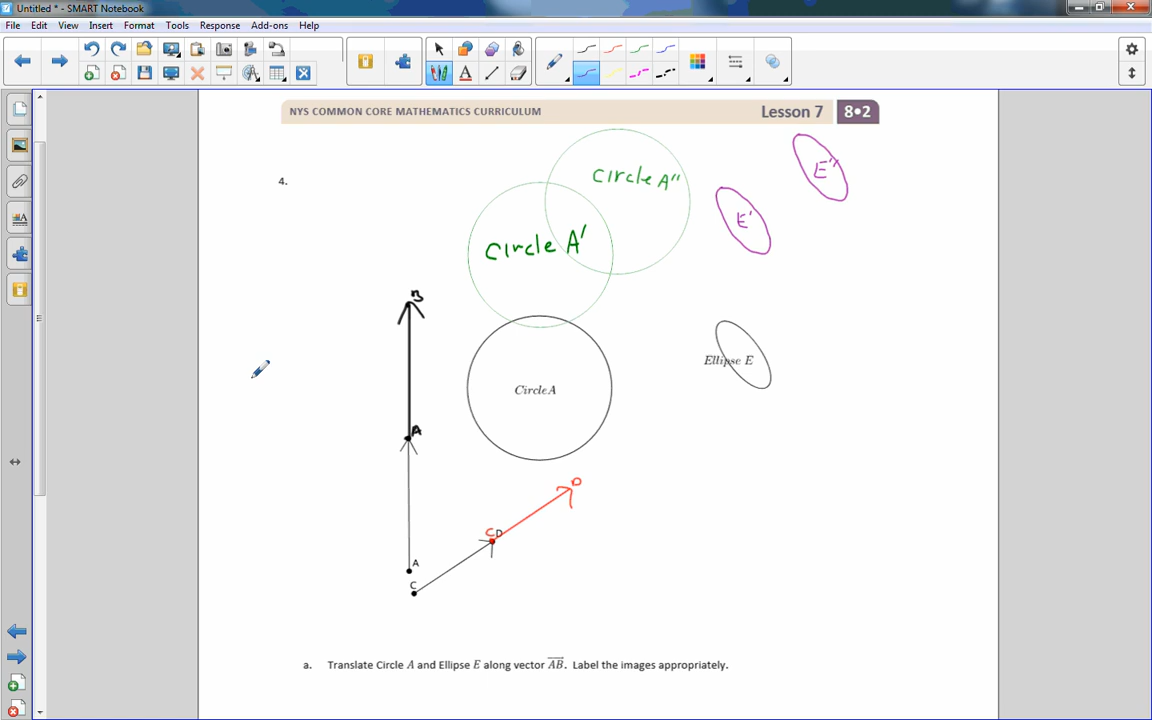 Untitled * - SMART Notebook
File Edit View Insert Format Tools Response Add-ons Help
NYS COMMON CORE MATHEMATICS CURRICULUM Lesson 7 8•2
4.
Circle A''
E''
Circle A'
E'
B
Ellipse E
Circle A
A
D
C D
A
C
a. Translate Circle A and Ellipse E along vector AB. Label the images appropriately.